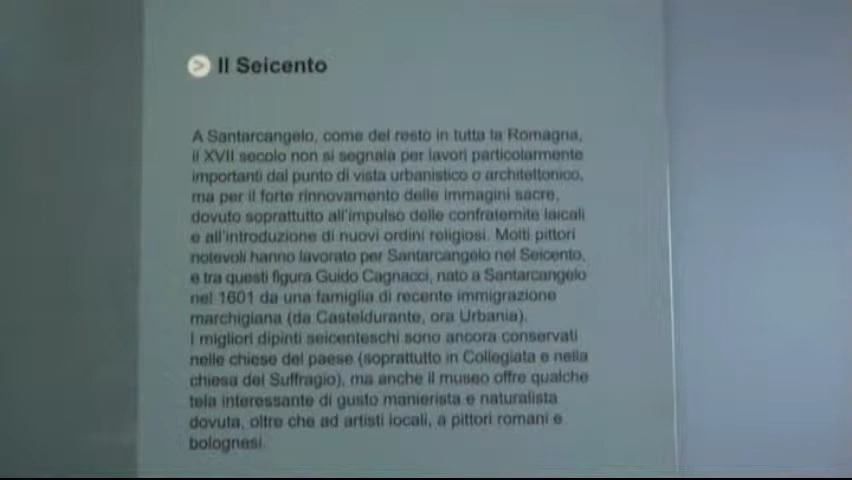 > Il Seicento
A Santarcangelo, come del resto in tutta la Romagna,
il XVII secolo non si segnala per lavori particolarmente
importanti dal punto di vista urbanistico o architettonico,
ma per il forte rinnovamento delle immagini sacre,
dovuto soprattutto all'impulso delle confraternite laicali
e all'introduzione di nuovi ordini religiosi. Molti pittori
notevoli hanno lavorato per Santarcangelo nel Seicento,
e tra questi figura Guido Cagnacci, nato a Santarcangelo
nel 1601 da una famiglia di recente immigrazione
marchigiana (da Casteldurante, ora Urbania).
I migliori dipinti seicenteschi sono ancora conservati
nelle chiese del paese (soprattutto in Collegiata e nella
chiesa del Suffragio), ma anche il museo offre qualche
tela interessante di gusto manierista e naturalista
dovuta, oltre che ad artisti locali, a pittori romani e
bolognesi.